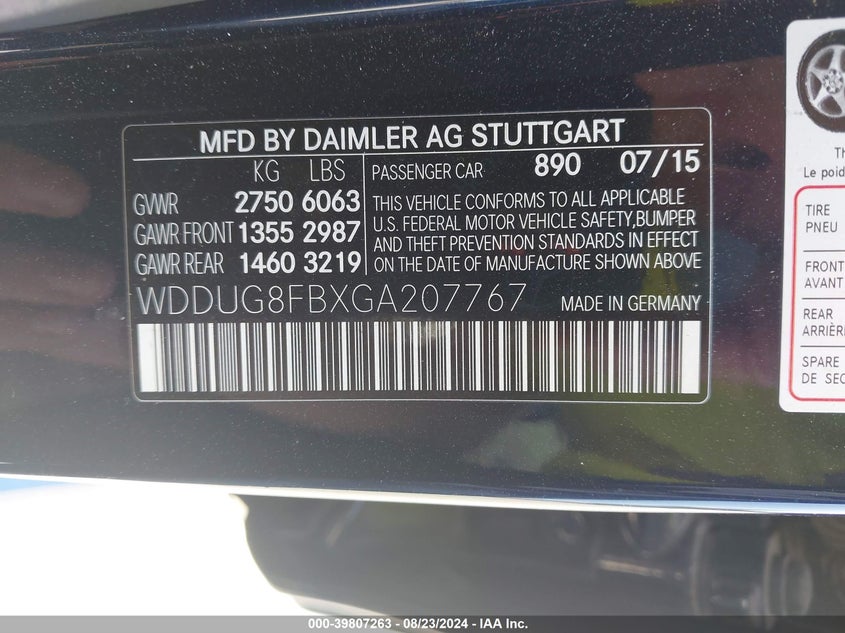 MFD BY DAIMLER AG STUTTGART
KG LBS
GVWR 2750 6063
GAWR FRONT 1355 2987
GAWR REAR 1460 3219
PASSENGER CAR 890 07/15
THIS VEHICLE CONFORMS TO ALL APPLICABLE
U.S. FEDERAL MOTOR VEHICLE SAFETY,BUMPER
AND THEFT PREVENTION STANDARDS IN EFFECT
ON THE DATE OF MANUFACTURE SHOWN ABOVE
WDDUG8FBXGA207767 MADE IN GERMANY
Le poid
TIRE
PNEU
FRONT
AVANT
REAR
ARRIÈR
SPARE
DE SEC
000-39807263 - 08/23/2024 - IAA Inc.